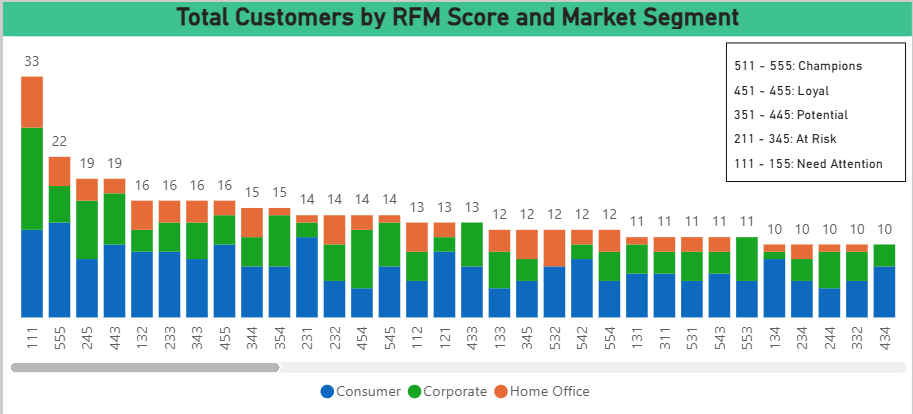 Total Customers by RFM Score and Market Segment
511 - 555: Champions
451 - 455: Loyal
351 - 445: Potential
211 - 345: At Risk
111 - 155: Need Attention
33 22 19 19 16 16 16 16 15 15 14 14 14 14 13 13 13 12 12 12 12 12 11 11 11 11 11 10 10 10 10 10
111 555 245 443 132 233 343 455 344 354 231 232 454 545 112 121 433 133 345 532 542 554 131 311 531 543 553 134 234 244 332 434
Consumer Corporate Home Office